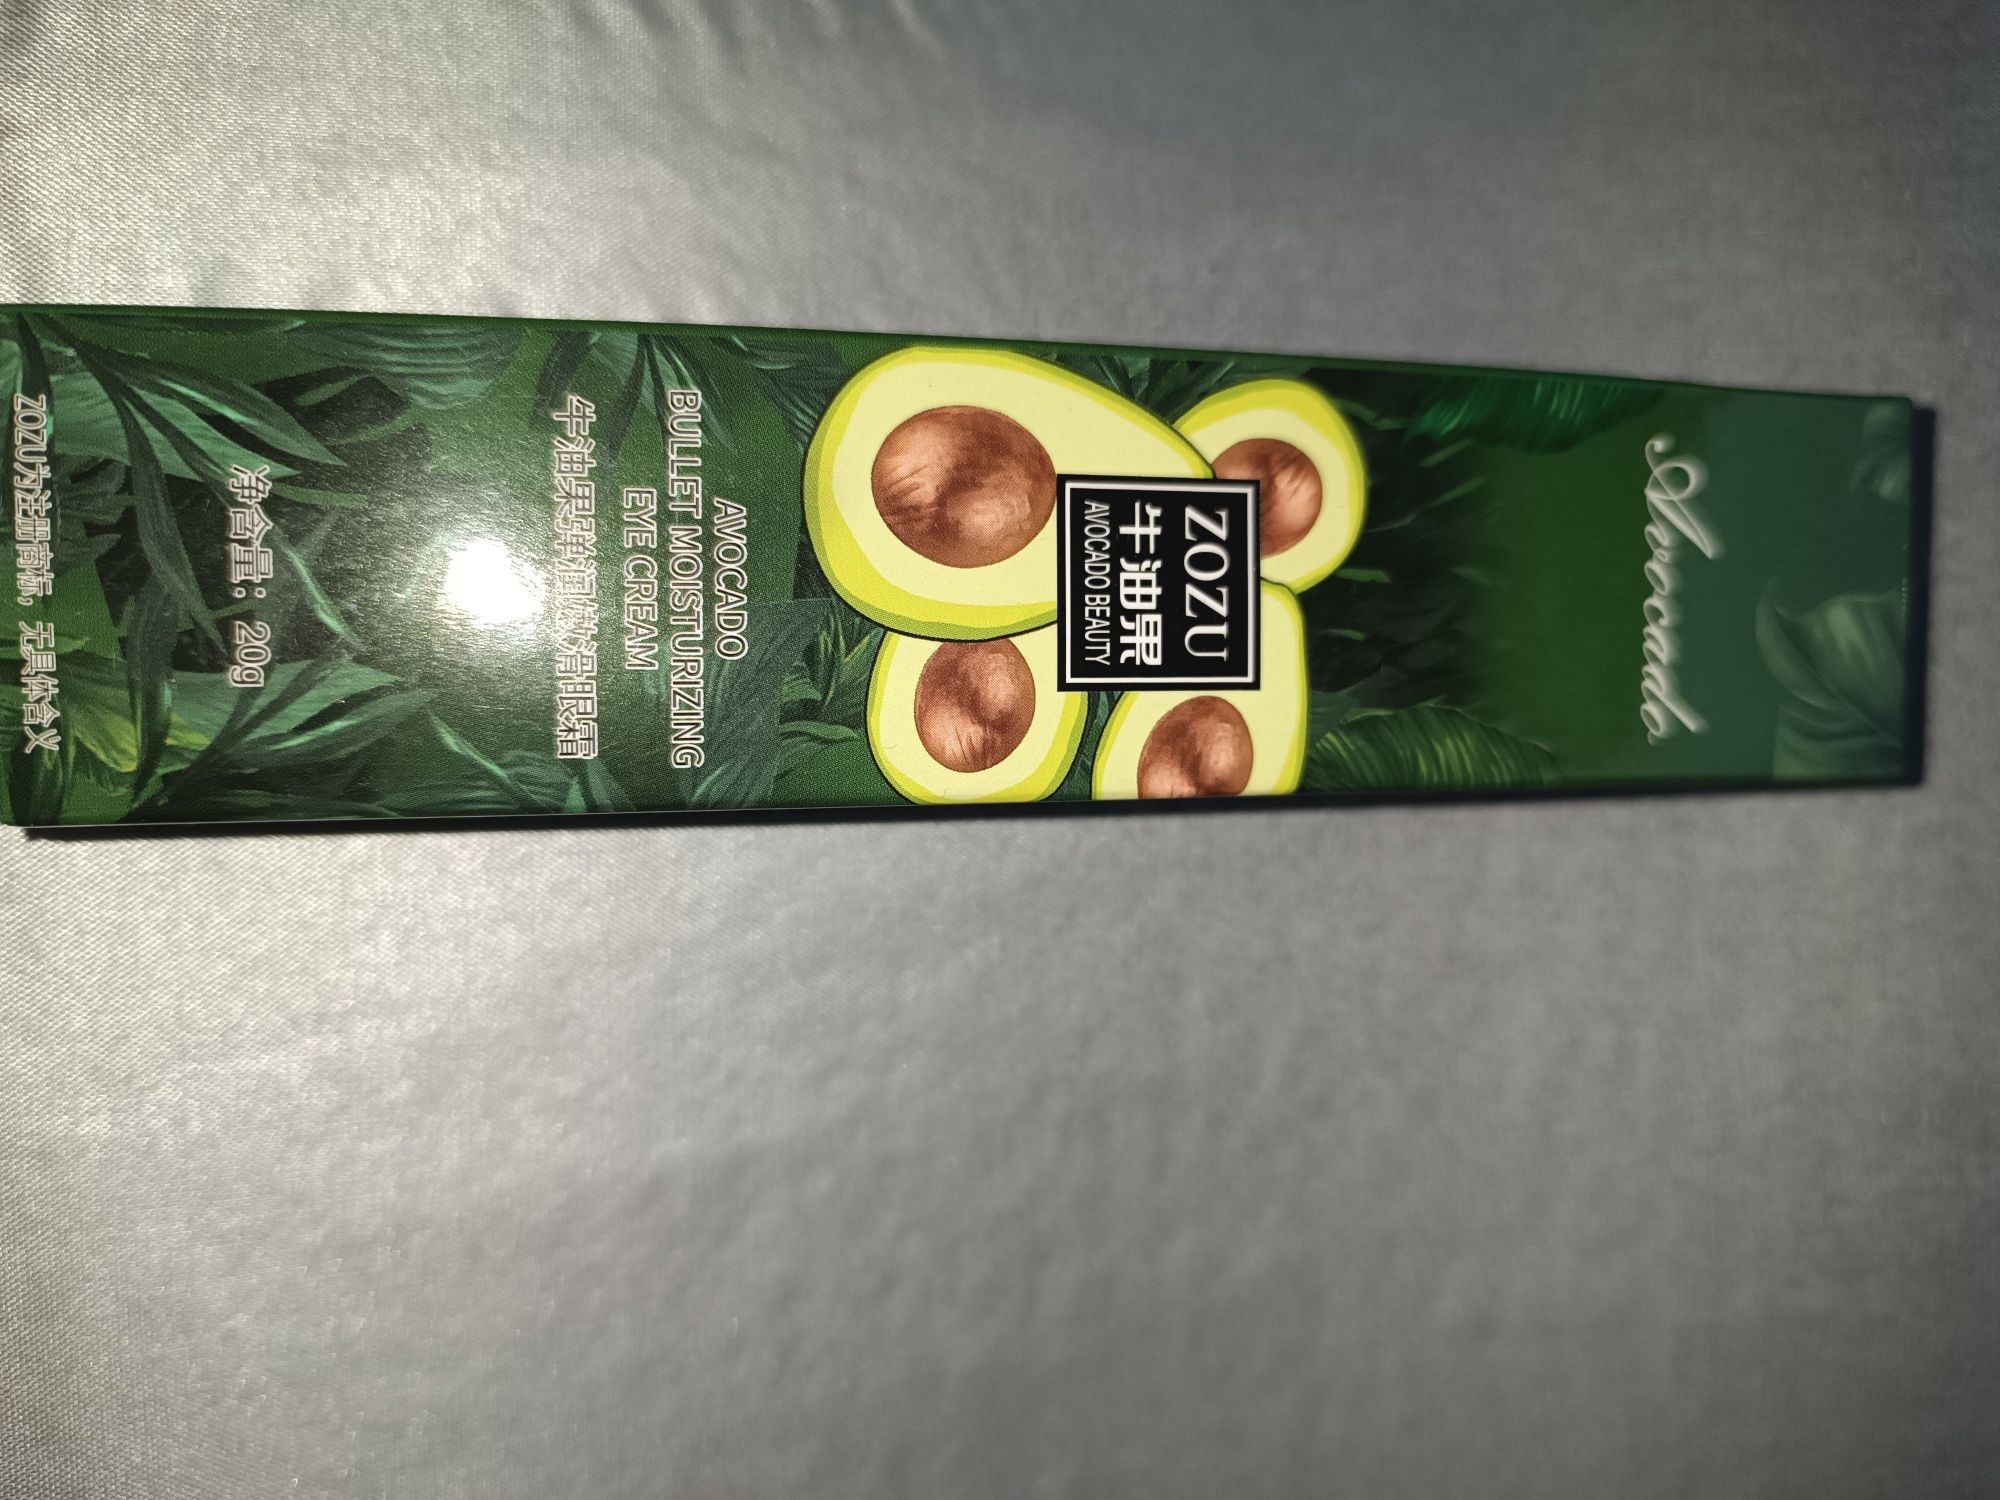 Avocado
ZOZU
牛油果
AVOCADO BEAUTY
AVOCADO
BULLET MOISTURIZING
EYE CREAM
牛油果弹润嫩滑眼霜
净含量：20g
ZOZU为注册商标，无具体含义